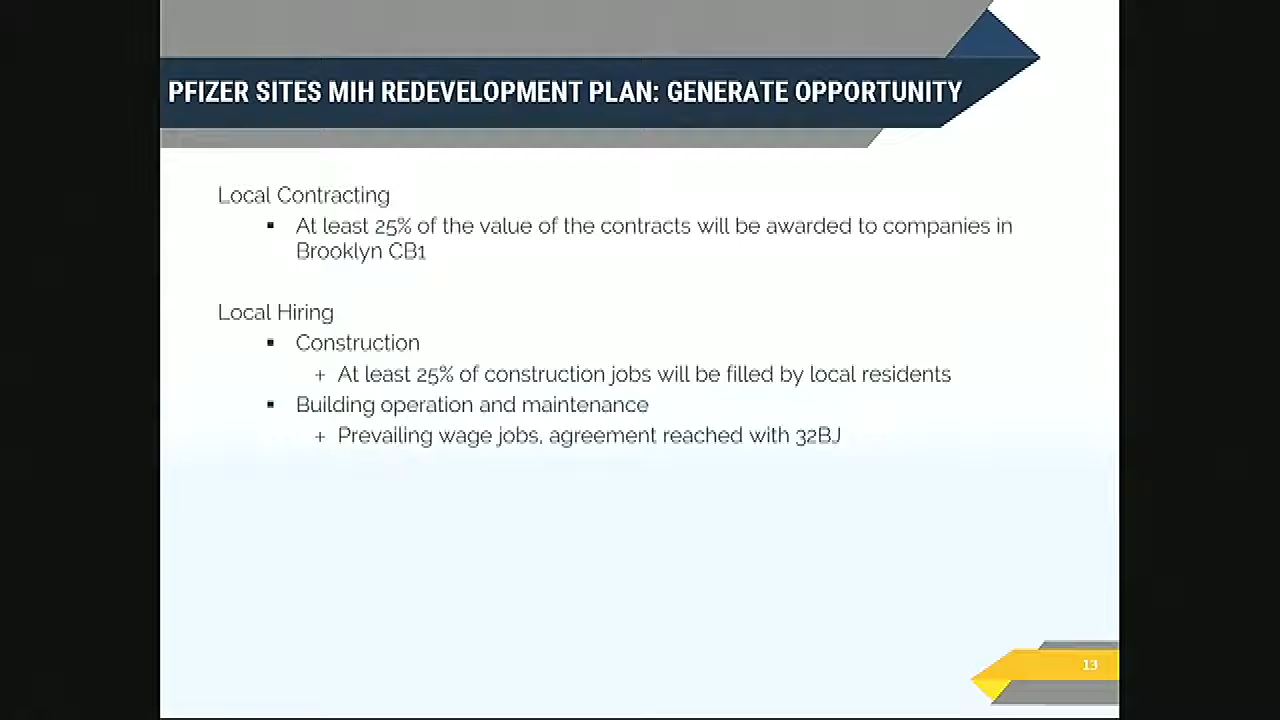 PFIZER SITES MIH REDEVELOPMENT PLAN: GENERATE OPPORTUNITY
Local Contracting
▪ At least 25% of the value of the contracts will be awarded to companies in
Brooklyn CB1
Local Hiring
▪ Construction
+ At least 25% of construction jobs will be filled by local residents
▪ Building operation and maintenance
+ Prevailing wage jobs, agreement reached with 32BJ
13